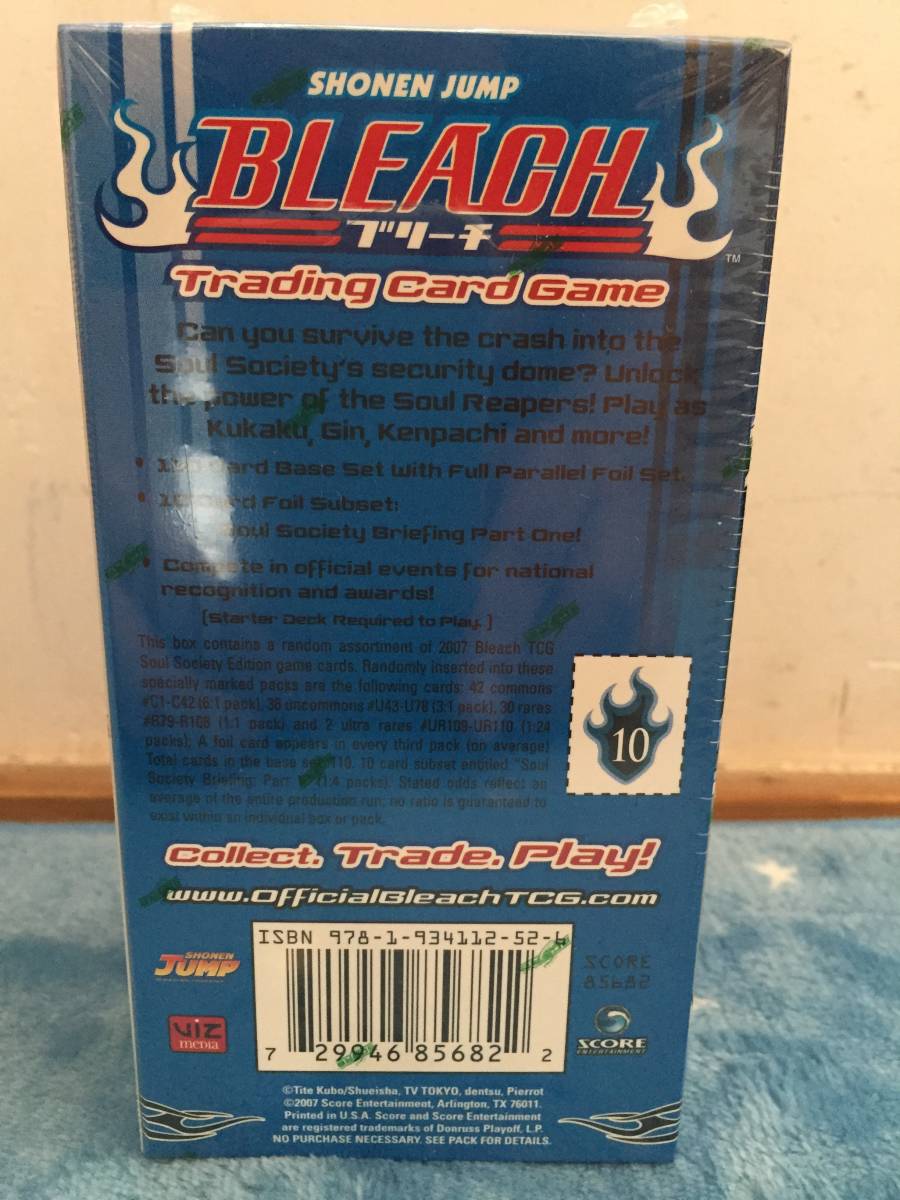 SHONEN JUMP
BLEACH
ブリーチ
TM
Trading Card Game
Can you survive the crash into the
Soul Society's security dome? Unlock
the power of the Soul Reapers! Play as
Kukaku, Gin, Kenpachi and more!
• 110 Card Base Set with Full Parallel Foil Set.
• 10 Card Foil Subset:
Soul Society Briefing Part One!
• Compete in official events for national
recognition and awards!
(Starter Deck Required to Play.)
This box contains a random assortment of 2007 Bleach TCG
Soul Society Edition game cards. Randomly inserted into these
specially marked packs are the following cards: 42 commons
#C1-C42 (6:1 pack), 36 uncommons #U43-U78 (3:1 pack), 30 rares
#R79-R108 (1:1 pack) and 2 ultra rares #UR109-UR110 (1:24
packs). A foil card appears in every third pack (on average)
Total cards in the base set 110. 10 card subset entitled "Soul
Society Briefing: Part (1:4 packs). Stated odds reflect an
average of the entire production run; no ratio is guaranteed to
exist within an individual box or pack.
10
Collect. Trade. Play!
www.OfficialBleachTCG.com
ISBN 978-1-934112-52-
SCORE
85682
SHONEN
JUMP
VIZ
media
SCORE
ENTERTAINMENT
7 29946 85682 2
©Tite Kubo/Shueisha, TV TOKYO, dentsu, Pierrot
©2007 Score Entertainment, Arlington, TX 76011.
Printed in U.S.A. Score and Score Entertainment
are registered trademarks of Donruss Playoff, L.P.
NO PURCHASE NECESSARY. SEE PACK FOR DETAILS.